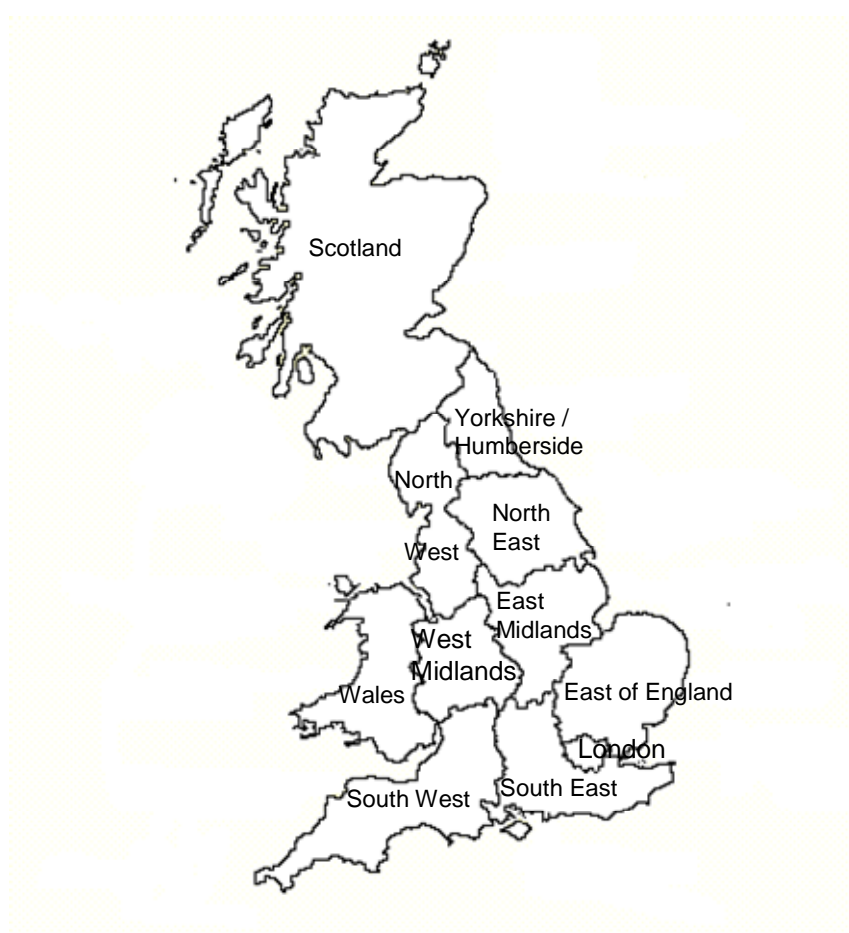 Scotland
Yorkshire /
Humberside
North
West
North
East
East
Midlands
West
Midlands
Wales
East of England
London
South East
South West